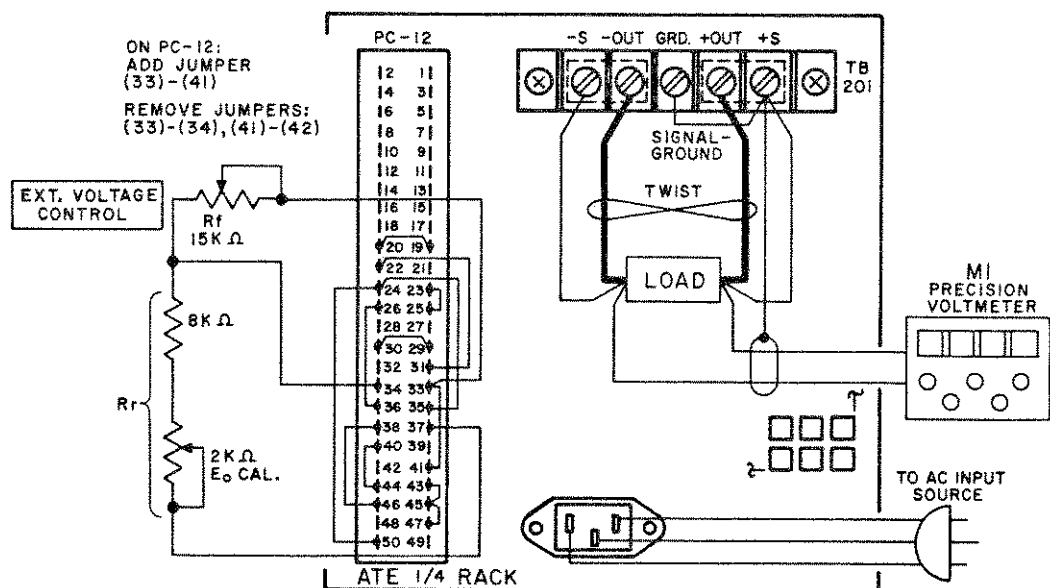 ON PC-12:
ADD JUMPER
(33)-(41)
REMOVE JUMPERS:
(33)-(34),(41)-(42)
EXT. VOLTAGE
CONTROL
Rf
15K Ω
8K Ω
Rr
2K Ω
Eo CAL.
PC-12
2 1
4 3
6 5
8 7
10 9
12 11
14 13
16 15
18 17
20 19
22 21
24 23
26 25
28 27
30 29
32 31
34 33
36 35
38 37
40 39
42 41
44 43
46 45
48 47
50 49
ATE 1/4 RACK
-S -OUT GRD. +OUT +S
TB
201
SIGNAL-
GROUND
TWIST
LOAD
M1
PRECISION
VOLTMETER
TO AC INPUT
SOURCE